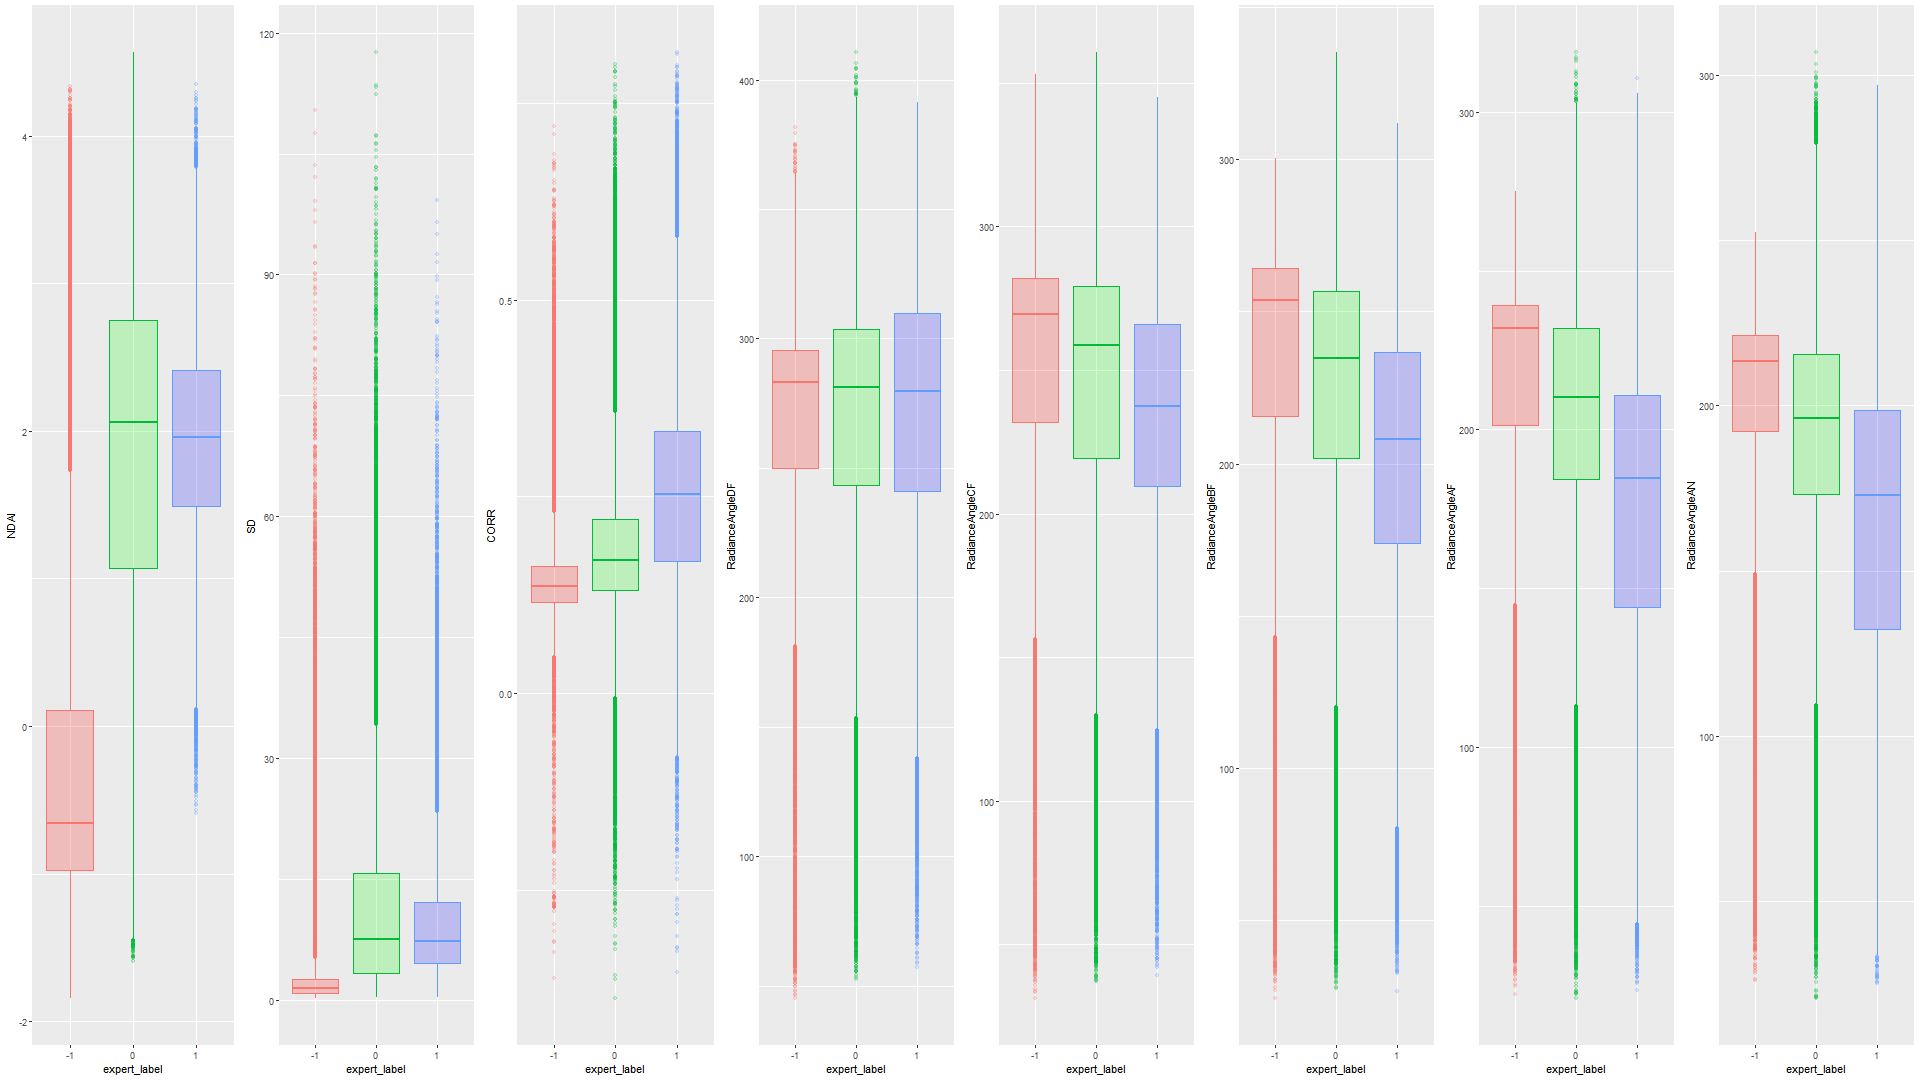 NDAI
4
2
0
-2
-1 0 1
expert_label
SD
120
90
60
30
0
-1 0 1
expert_label
CORR
0.5
0.0
-1 0 1
expert_label
RadianceAngleDF
400
300
200
100
-1 0 1
expert_label
RadianceAngleCF
300
200
100
-1 0 1
expert_label
RadianceAngleBF
300
200
100
-1 0 1
expert_label
RadianceAngleAF
300
200
100
-1 0 1
expert_label
RadianceAngleAN
300
200
100
-1 0 1
expert_label